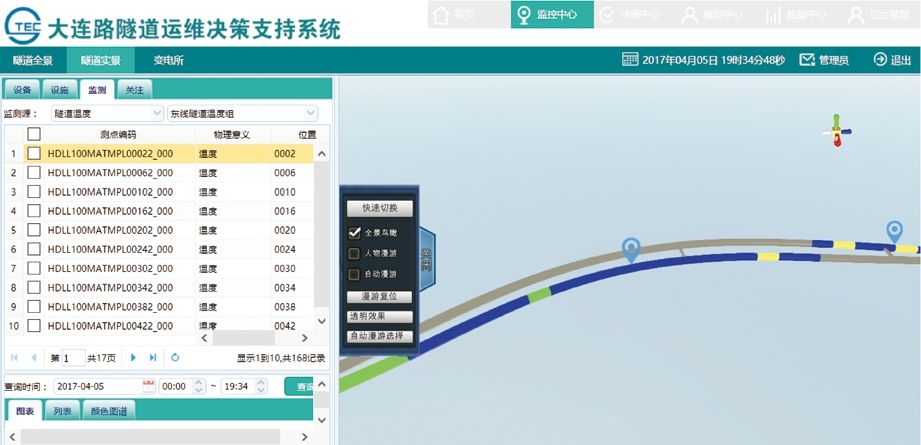 首页 监控中心 决策中心 模型中心 数据中心 后台管理
TEC 大连路隧道运维决策支持系统
隧道全景 隧道实景 变电所 2017年04月05日 19时34分48秒 管理员 退出
设备 设施 监测 关注
监测源： 隧道温度 东线隧道温度组
测点编码 物理意义 位置
1 HDLL100MATMPL00022_000 温度 0002
2 HDLL100MATMPL00062_000 温度 0006
3 HDLL100MATMPL00102_000 温度 0010
4 HDLL100MATMPL00162_000 温度 0016
5 HDLL100MATMPL00202_000 温度 0020
6 HDLL100MATMPL00242_000 温度 0024
7 HDLL100MATMPL00302_000 温度 0030
8 HDLL100MATMPL00342_000 温度 0034
9 HDLL100MATMPL00382_000 温度 0038
10 HDLL100MATMPL00422_000 温度 0042
第 1 共17页 显示1到10,共168记录
查询时间： 2017-04-05 00:00 ~ 19:34 查询
图表 列表 颜色图谱
快速切换
全景鸟瞰
人物漫游
自动漫游
漫游复位
透明效果
自动漫游选择
关闭